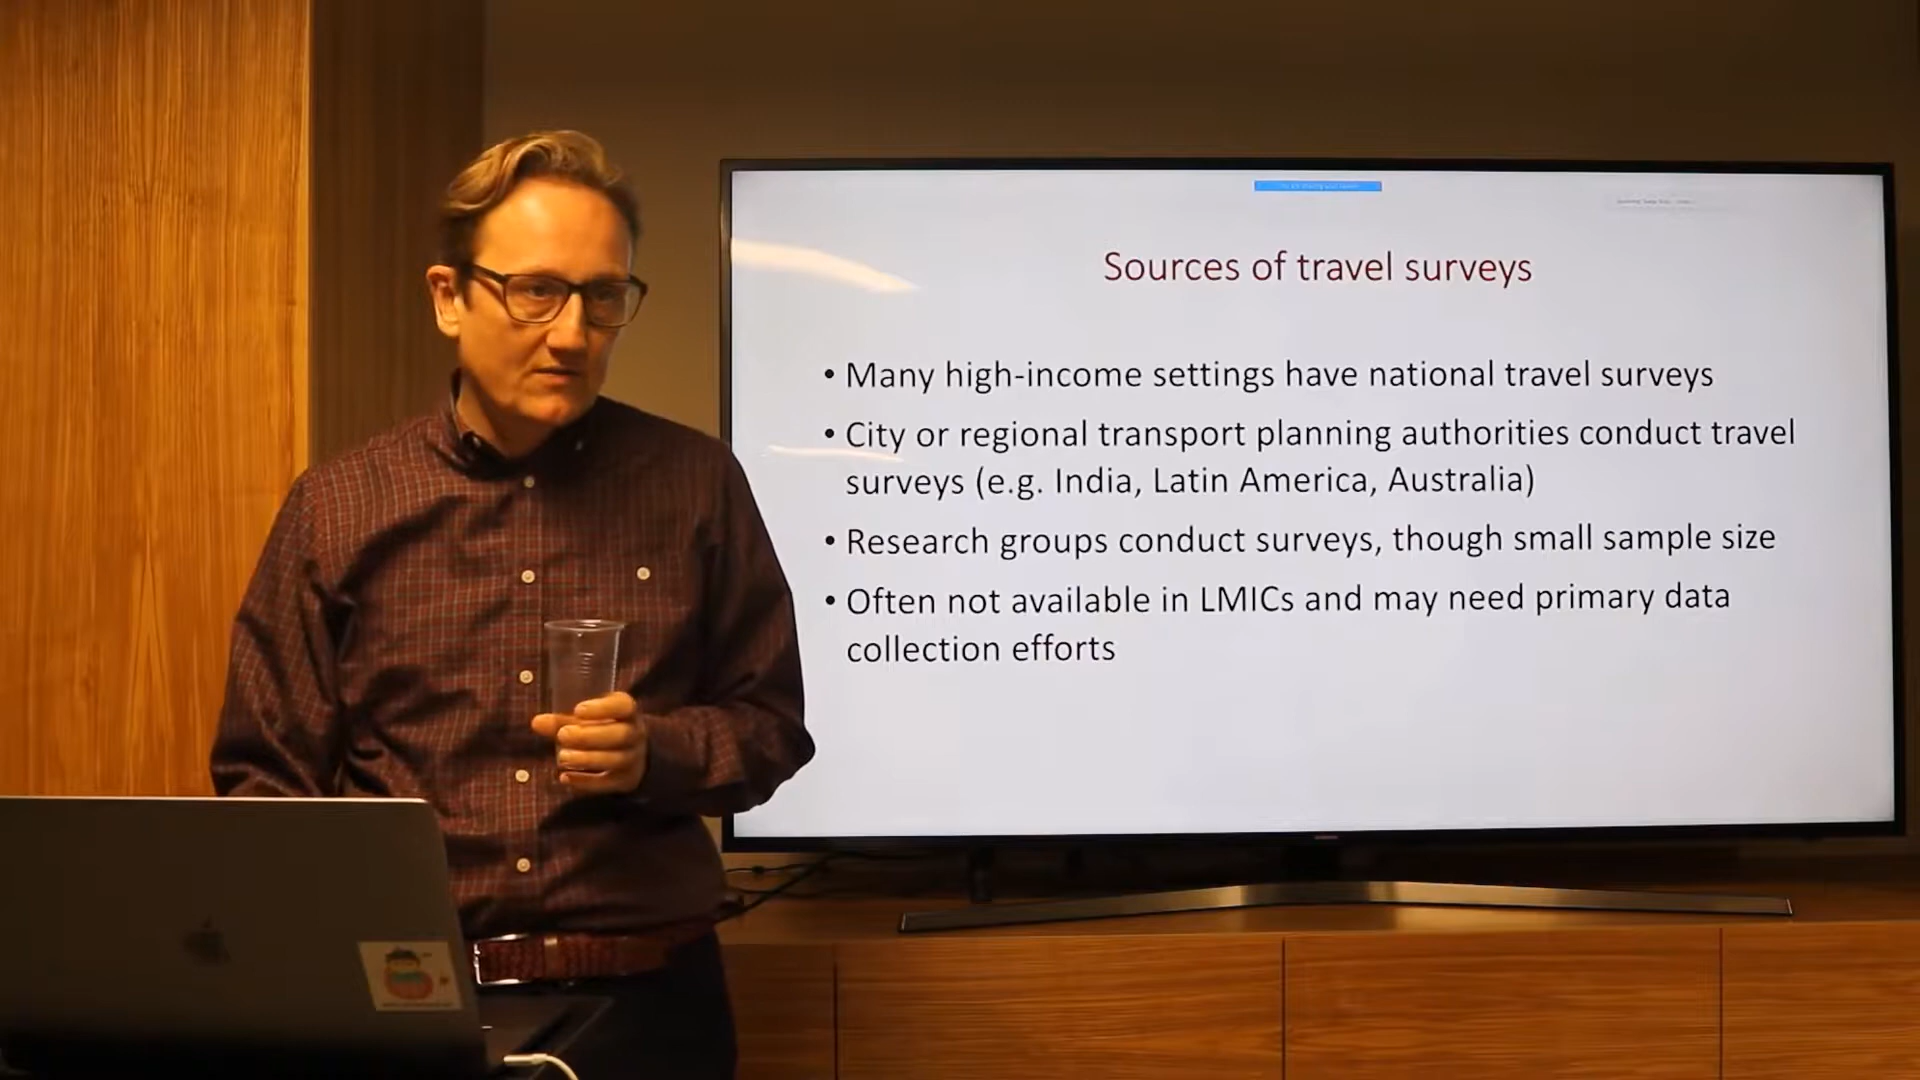 Sources of travel surveys
• Many high-income settings have national travel surveys
• City or regional transport planning authorities conduct travel
surveys (e.g. India, Latin America, Australia)
• Research groups conduct surveys, though small sample size
• Often not available in LMICs and may need primary data
collection efforts